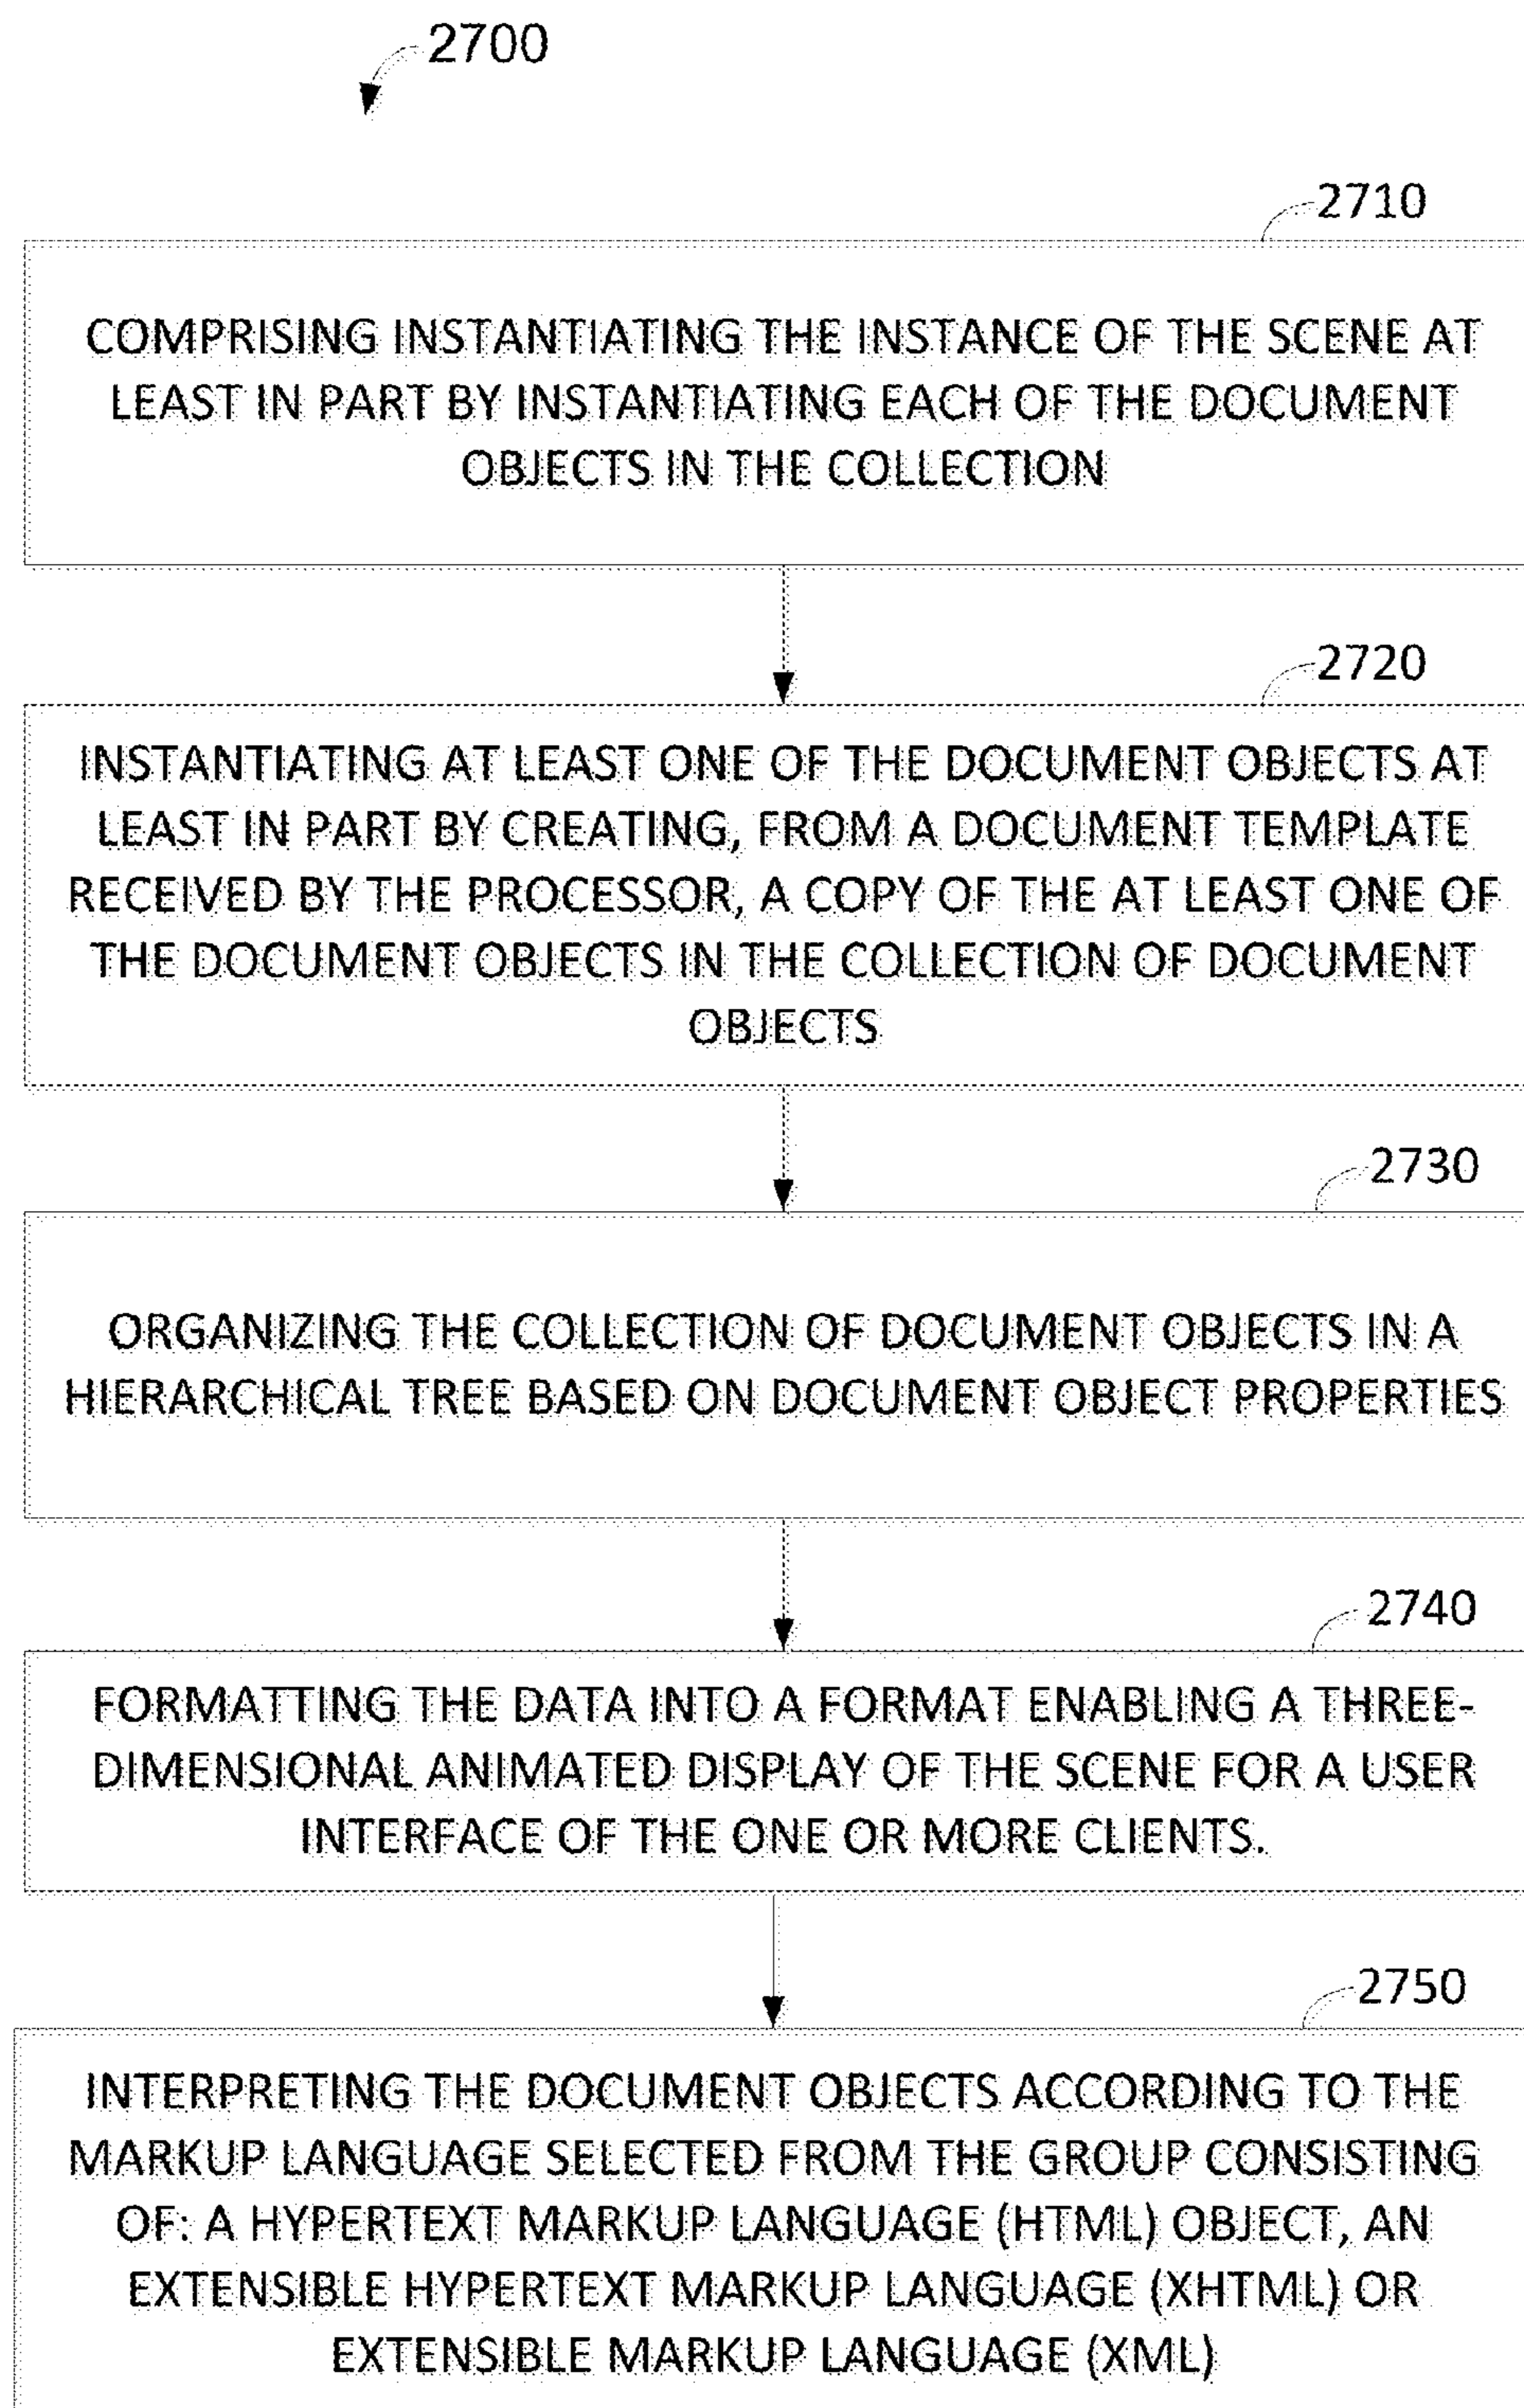 2700
2710
COMPRISING INSTANTIATING THE INSTANCE OF THE SCENE AT
LEAST IN PART BY INSTANTIATING EACH OF THE DOCUMENT
OBJECTS IN THE COLLECTION
2720
INSTANTIATING AT LEAST ONE OF THE DOCUMENT OBJECTS AT
LEAST IN PART BY CREATING, FROM A DOCUMENT TEMPLATE
RECEIVED BY THE PROCESSOR, A COPY OF THE AT LEAST ONE OF
THE DOCUMENT OBJECTS IN THE COLLECTION OF DOCUMENT
OBJECTS
2730
ORGANIZING THE COLLECTION OF DOCUMENT OBJECTS IN A
HIERARCHICAL TREE BASED ON DOCUMENT OBJECT PROPERTIES
2740
FORMATTING THE DATA INTO A FORMAT ENABLING A THREE-
DIMENSIONAL ANIMATED DISPLAY OF THE SCENE FOR A USER
INTERFACE OF THE ONE OR MORE CLIENTS.
2750
INTERPRETING THE DOCUMENT OBJECTS ACCORDING TO THE
MARKUP LANGUAGE SELECTED FROM THE GROUP CONSISTING
OF: A HYPERTEXT MARKUP LANGUAGE (HTML) OBJECT, AN
EXTENSIBLE HYPERTEXT MARKUP LANGUAGE (XHTML) OR
EXTENSIBLE MARKUP LANGUAGE (XML)